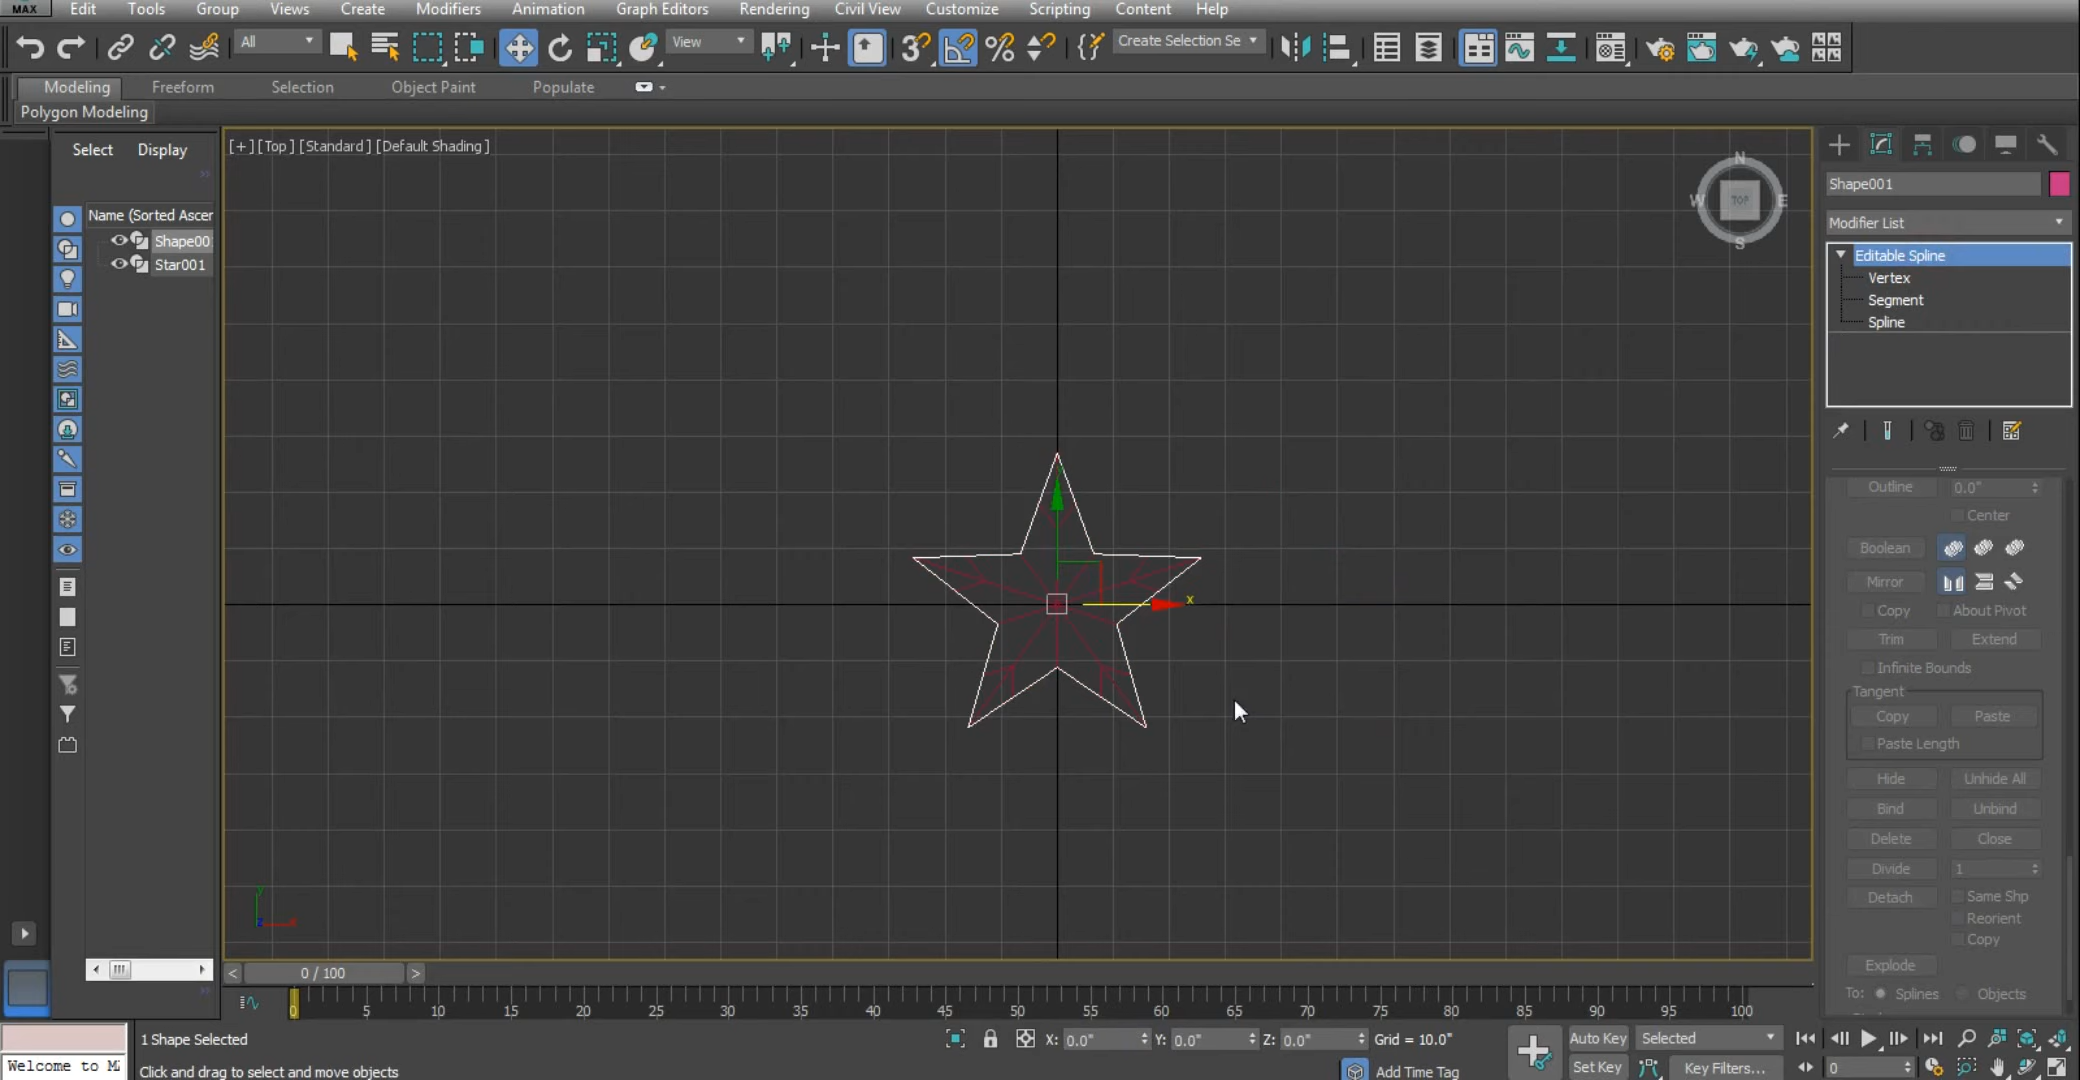 MAX Edit Tools Group Views Create Modifiers Animation Graph Editors Rendering Civil View Customize Scripting Content Help
All View 3 Create Selection Se
Modeling Freeform Selection Object Paint Populate
Polygon Modeling
Select Display
Name (Sorted Ascer
Shape00
Star001
[+] [Top ] [Standard ] [Default Shading ]
N
W TOP E
S
x
y
z
Shape001
Modifier List
Editable Spline
Vertex
Segment
Spline
Outline 0.0"
Center
Boolean
Mirror
Copy About Pivot
Trim Extend
Infinite Bounds
Tangent
Copy Paste
Paste Length
Hide Unhide All
Bind Unbind
Delete Close
Divide 1
Detach Same Shp
Reorient
Copy
Explode
To: Splines Objects
< 0 / 100 >
0 5 10 15 20 25 30 35 40 45 50 55 60 65 70 75 80 85 90 95 100
1 Shape Selected X: 0.0" Y: 0.0" Z: 0.0" Grid = 10.0" Auto Key Selected
Welcome to M Click and drag to select and move objects Add Time Tag Set Key Key Filters... 0